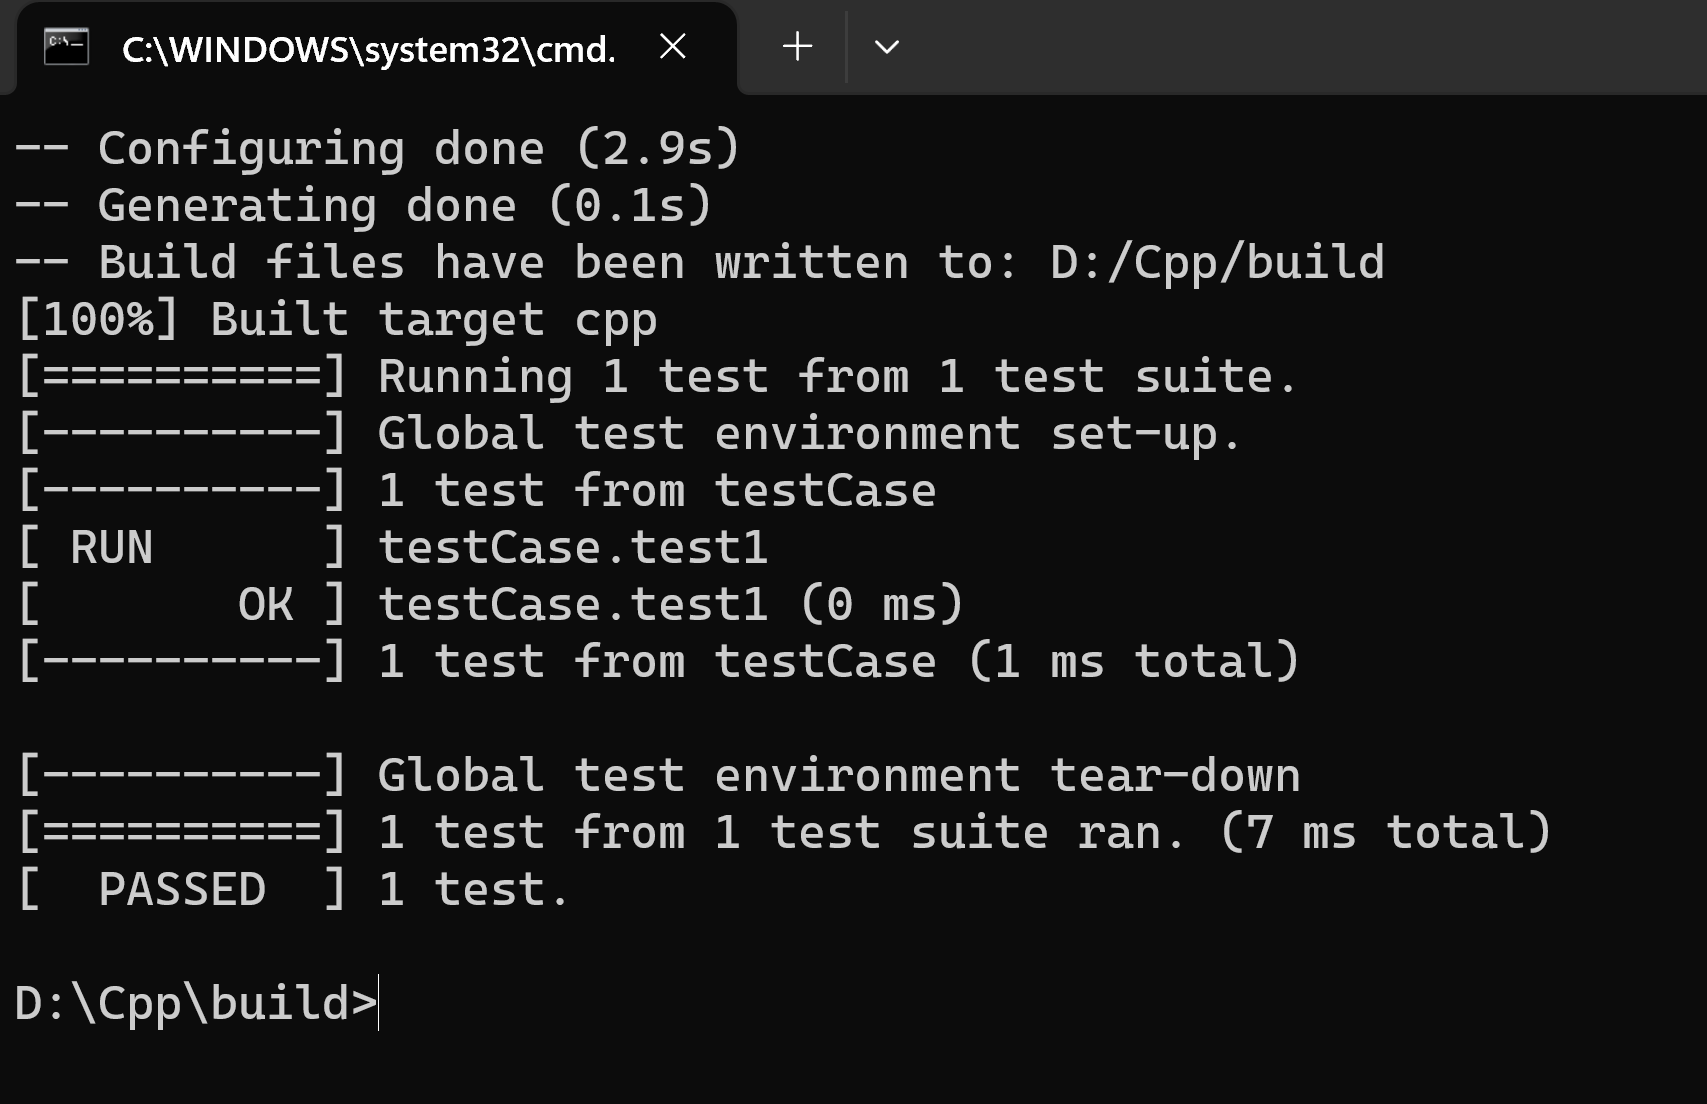 C:\WINDOWS\system32\cmd.
-- Configuring done (2.9s)
-- Generating done (0.1s)
-- Build files have been written to: D:/Cpp/build
[100%] Built target cpp
[==========] Running 1 test from 1 test suite.
[----------] Global test environment set-up.
[----------] 1 test from testCase
[ RUN      ] testCase.test1
[       OK ] testCase.test1 (0 ms)
[----------] 1 test from testCase (1 ms total)

[----------] Global test environment tear-down
[==========] 1 test from 1 test suite ran. (7 ms total)
[  PASSED  ] 1 test.

D:\Cpp\build>